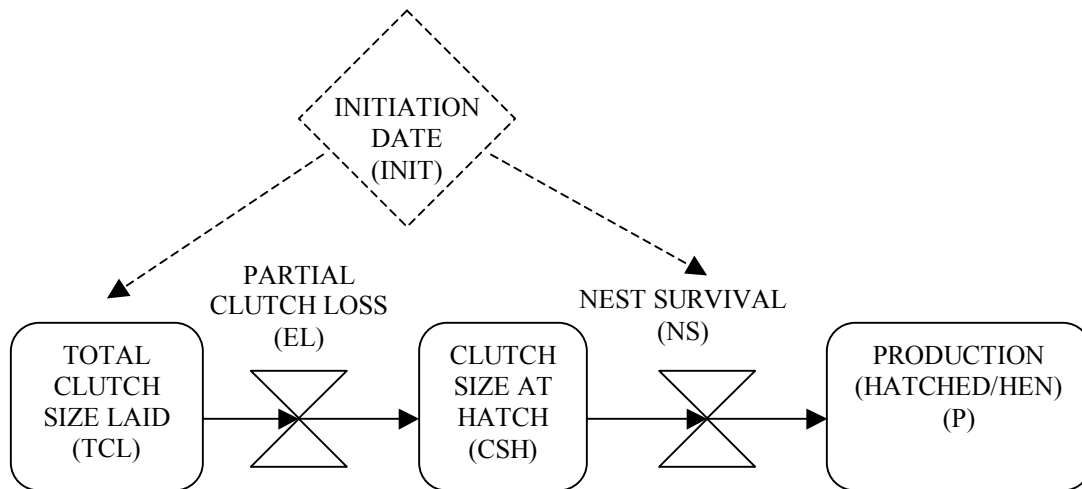 INITIATION
DATE
(INIT)
PARTIAL
CLUTCH LOSS
(EL)
NEST SURVIVAL
(NS)
TOTAL
CLUTCH
SIZE LAID
(TCL)
CLUTCH
SIZE AT
HATCH
(CSH)
PRODUCTION
(HATCHED/HEN)
(P)